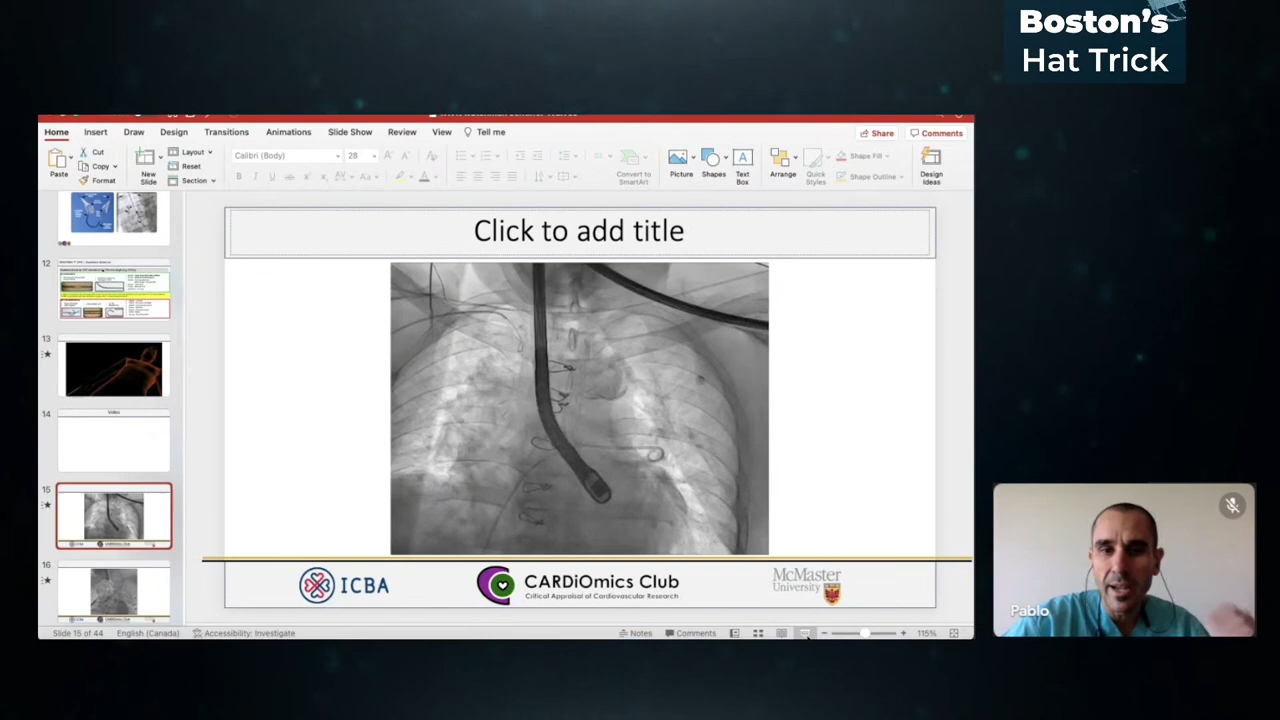 Boston's
Hat Trick
Home Insert Draw Design Transitions Animations Slide Show Review View Tell me
Share Comments
Paste
Cut
Copy
Format
New
Slide
Layout
Reset
Section
Calibri (Body) 28
Convert to
SmartArt
Picture
Shapes
Text
Box
Arrange
Quick
Styles
Shape Fill
Shape Outline
Design
Ideas
12
13
14
Video
15
16
Click to add title
ICBA
CARDiOmics Club
Critical Appraisal of Cardiovascular Research
McMaster
University
Pablo
Slide 15 of 44 English (Canada) Accessibility: Investigate Notes Comments 115%